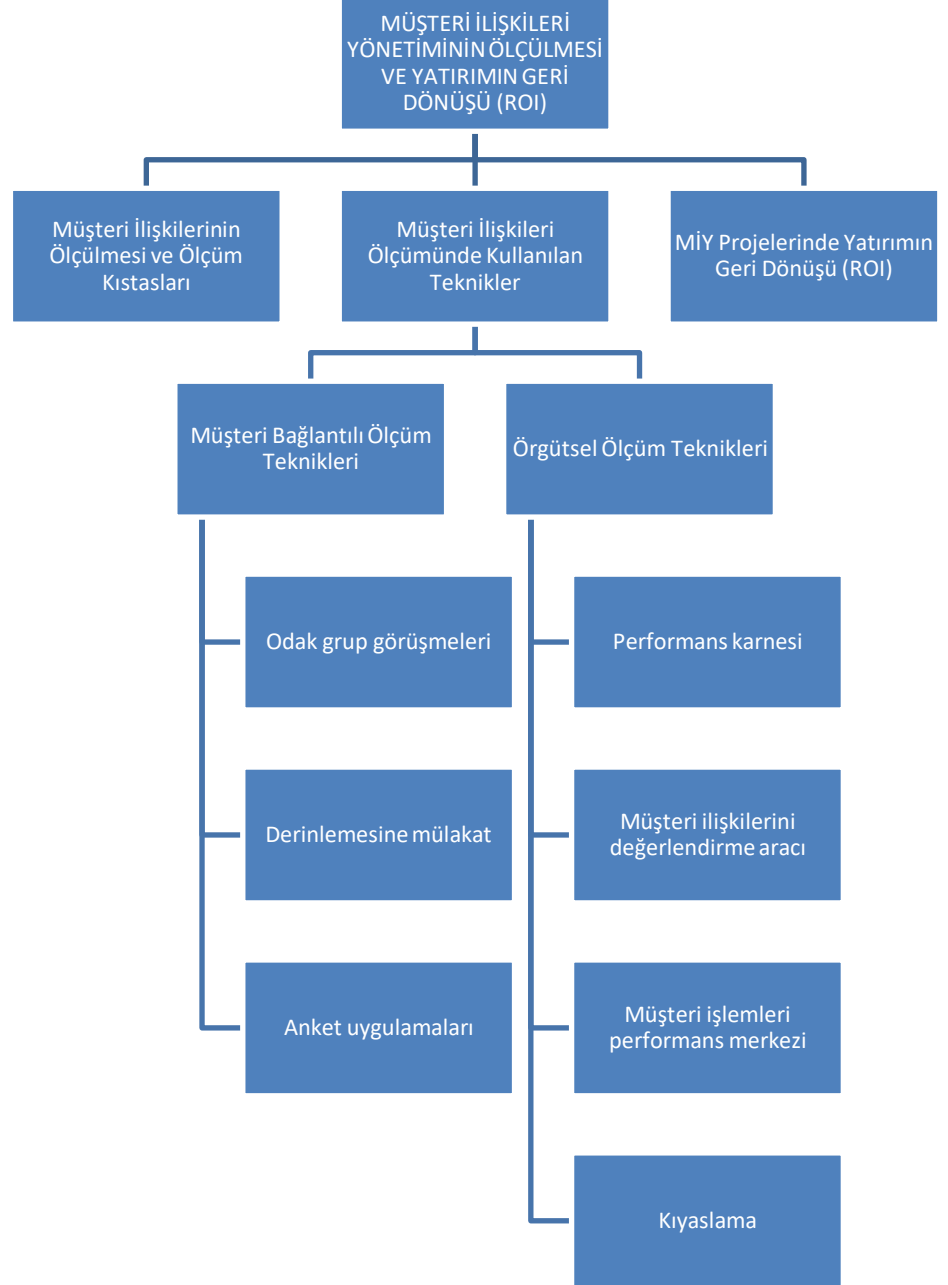 MÜŞTERİ İLİŞKİLERİ
YÖNETİMİNİN ÖLÇÜLMESİ
VE YATIRIMIN GERİ
DÖNÜŞÜ (ROI)
Müşteri İlişkilerinin
Ölçülmesi ve Ölçüm
Kıstasları
Müşteri İlişkileri
Ölçümünde Kullanılan
Teknikler
MİY Projelerinde Yatırımın
Geri Dönüşü (ROI)
Müşteri Bağlantılı Ölçüm
Teknikleri
Örgütsel Ölçüm Teknikleri
Odak grup görüşmeleri
Performans karnesi
Derinlemesine mülakat
Müşteri ilişkilerini
değerlendirme aracı
Anket uygulamaları
Müşteri işlemleri
performans merkezi
Kıyaslama